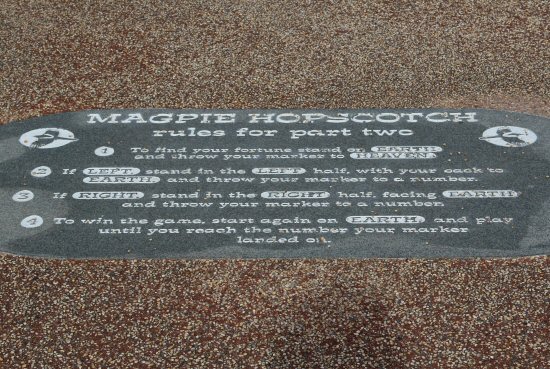 MAGPIE HOPSCOTCH
rules for part two
1 To find your fortune stand on EARTH
and throw your marker to HEAVEN.
2 If LEFT, stand in the LEFT half, with your back to
EARTH and throw your marker to a number.
3 If RIGHT, stand in the RIGHT half, facing EARTH
and throw your marker to a number.
4 To win the game, start again on EARTH, and play
until you reach the number your marker
landed on.